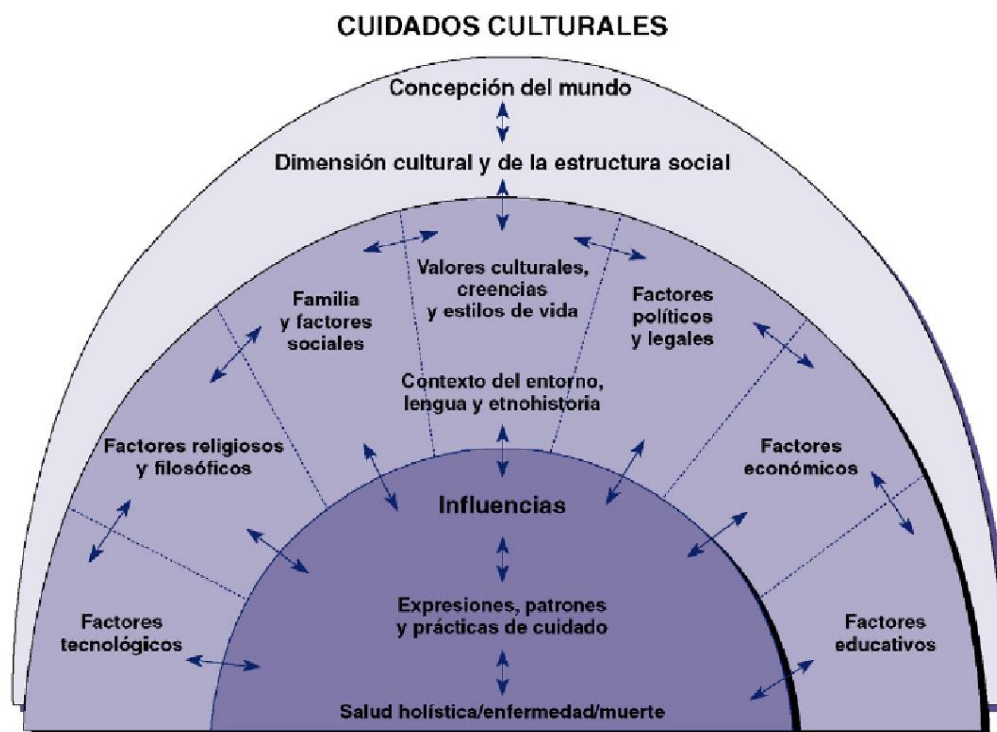 CUIDADOS CULTURALES
Concepción del mundo
Dimensión cultural y de la estructura social
Valores culturales,
creencias
y estilos de vida
Familia
y factores
sociales
Factores
políticos
y legales
Contexto del entorno,
lengua y etnohistoria
Factores religiosos
y filosóficos
Factores
económicos
Influencias
Expresiones, patrones
y prácticas de cuidado
Factores
tecnológicos
Factores
educativos
Salud holística/enfermedad/muerte